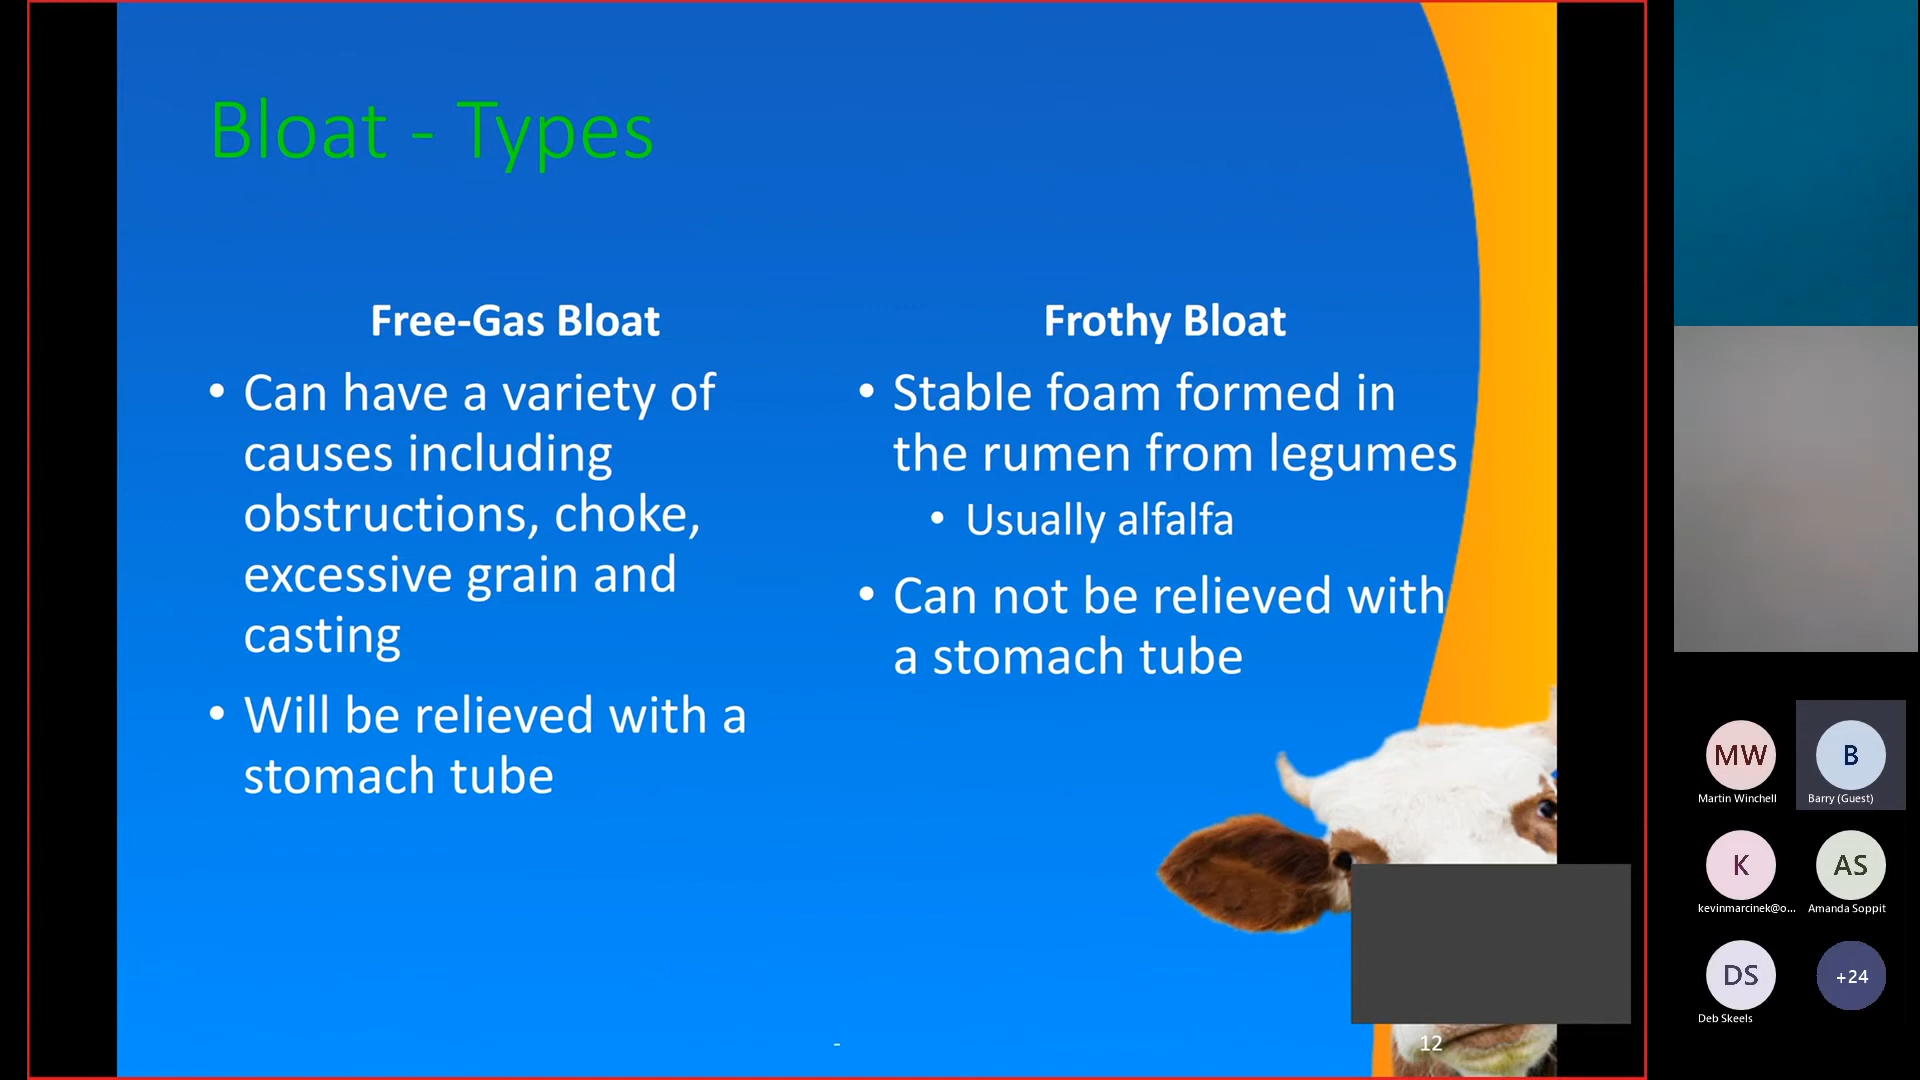 Bloat - Types
Free-Gas Bloat
• Can have a variety of
causes including
obstructions, choke,
excessive grain and
casting
• Will be relieved with a
stomach tube
Frothy Bloat
• Stable foam formed in
the rumen from legumes
• Usually alfalfa
• Can not be relieved with
a stomach tube
-
12
MW
Martin Winchell
B
Barry (Guest)
K
kevinmarcinek@o...
AS
Amanda Soppit
DS
Deb Skeels
+24